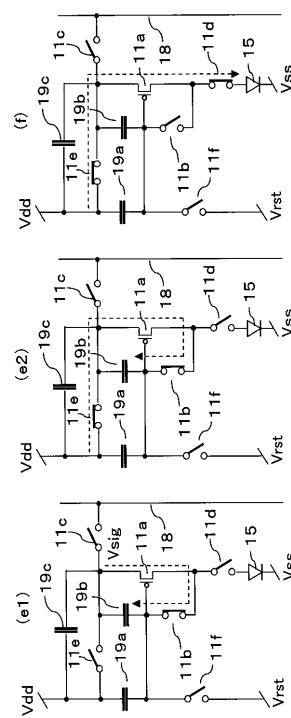 (f)
Vdd
19c
11c
11e
19b
19a
11a
18
11d
11b
11f
15
Vrst
Vss
(e2)
Vdd
19c
11c
11e
19b
19a
11a
18
11d
11b
11f
15
Vrst
Vss
(e1)
Vdd
19c
11c
11e
Vsig
19b
19a
11a
18
11d
11b
11f
15
Vrst
Vss